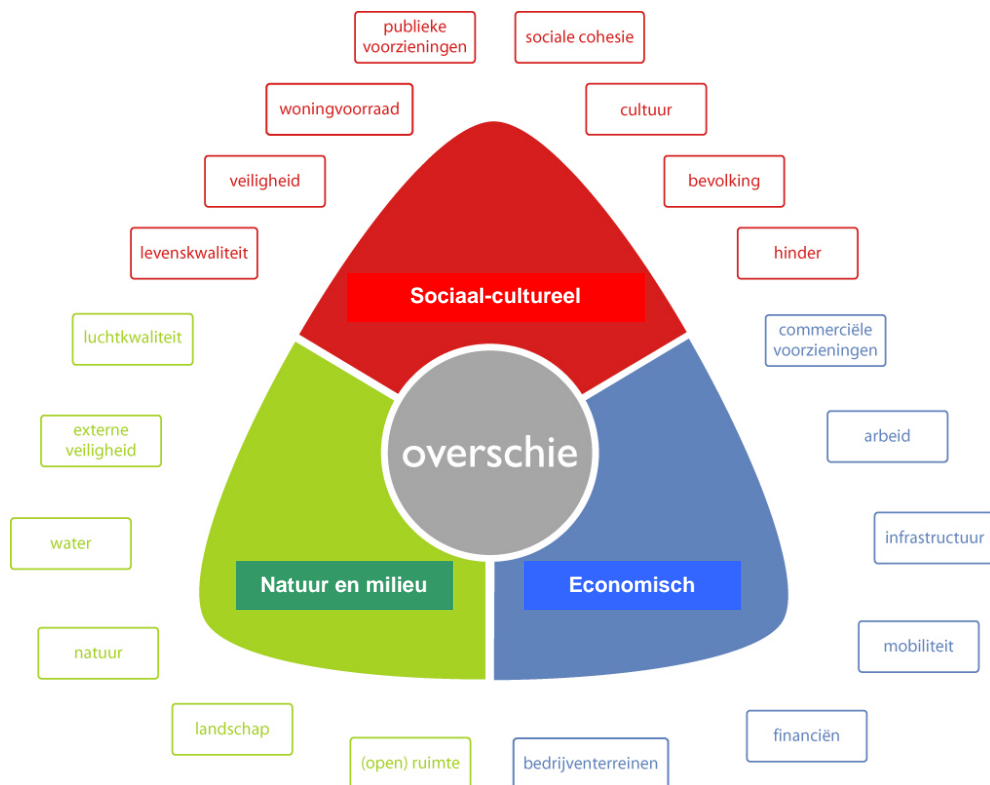 publieke
voorzieningen
sociale cohesie
woningvoorraad
cultuur
veiligheid
bevolking
levenskwaliteit
hinder
Sociaal-cultureel
luchtkwaliteit
commerciële
voorzieningen
externe
veiligheid
arbeid
overschie
water
infrastructuur
Natuur en milieu
Economisch
natuur
mobiliteit
landschap
financiën
(open) ruimte
bedrijventerreinen